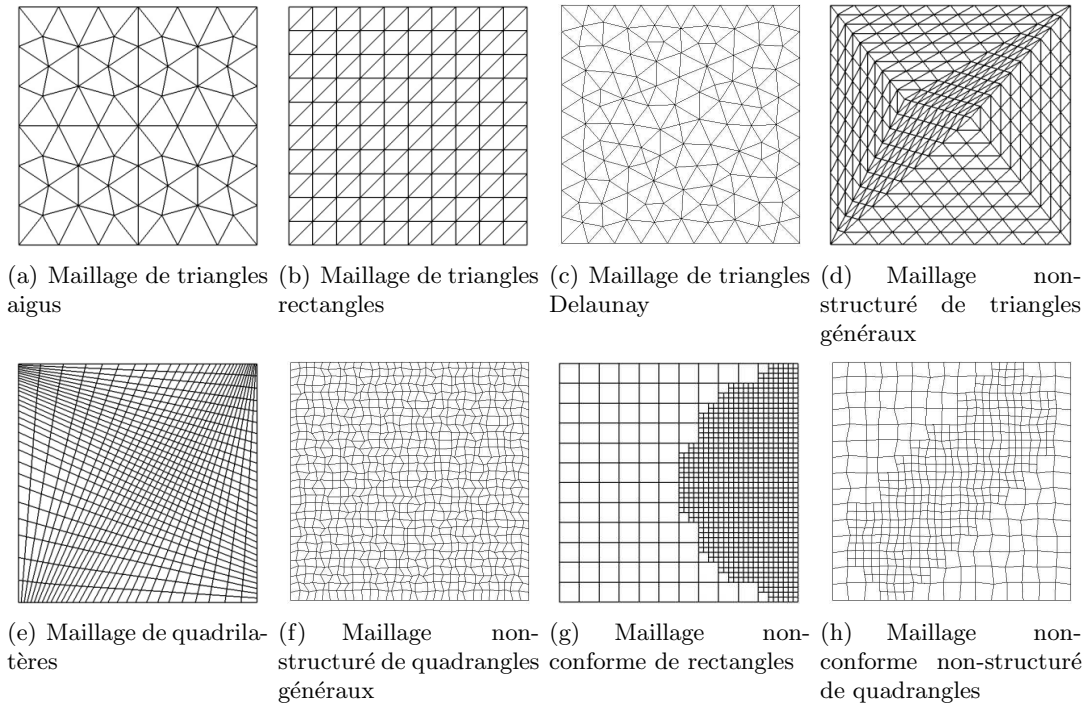 (a) Maillage de triangles
aigus
(b) Maillage de triangles
rectangles
(c) Maillage de triangles
Delaunay
(d) Maillage non-
structuré de triangles
généraux
(e) Maillage de quadrila-
tères
(f) Maillage non-
structuré de quadrangles
généraux
(g) Maillage non-
conforme de rectangles
(h) Maillage non-
conforme non-structuré
de quadrangles